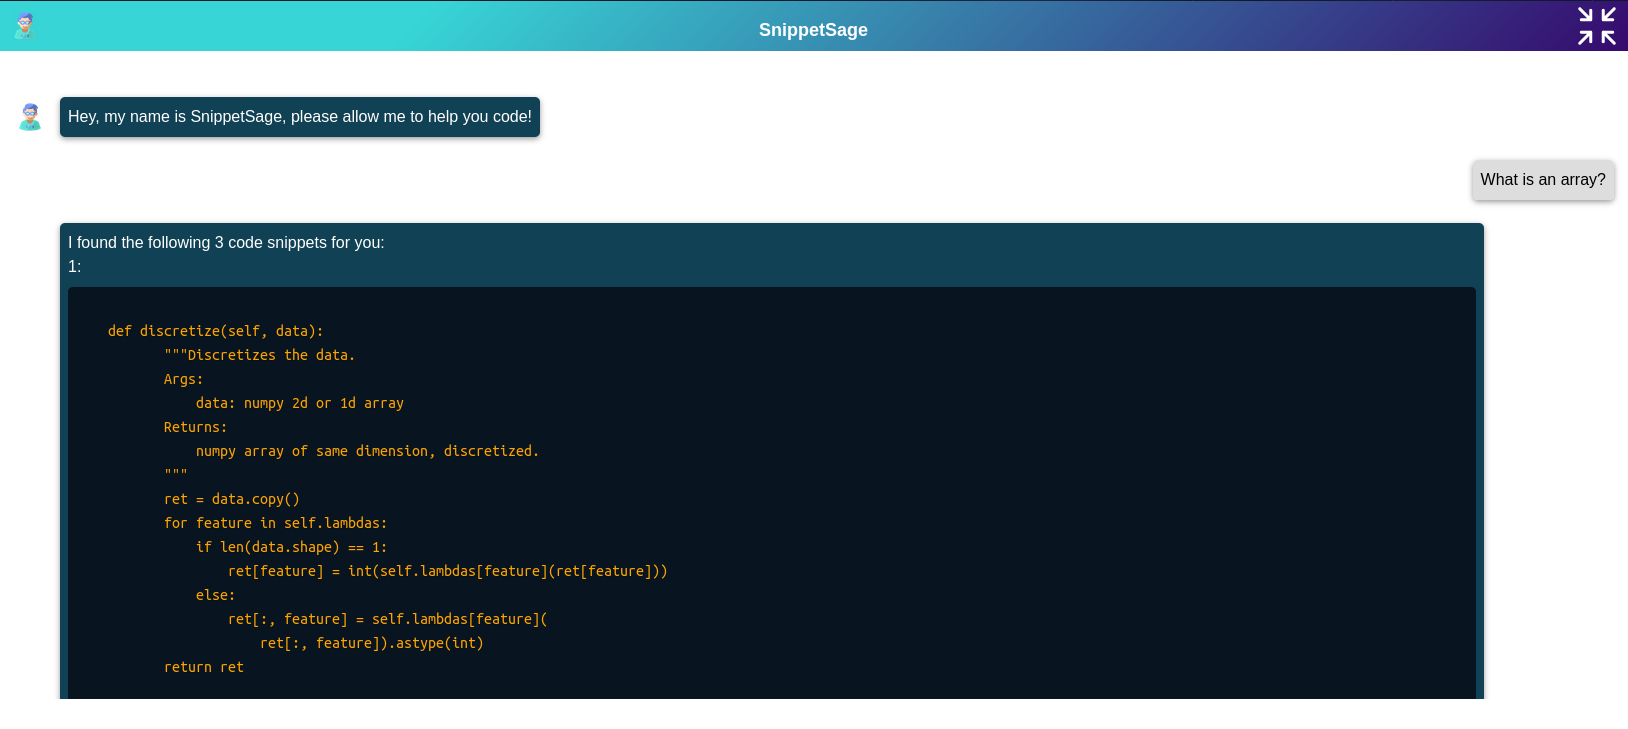 SnippetSage
Hey, my name is SnippetSage, please allow me to help you code!
What is an array?
I found the following 3 code snippets for you:
1:
def discretize(self, data):
"""Discretizes the data.
Args:
data: numpy 2d or 1d array
Returns:
numpy array of same dimension, discretized.
"""
ret = data.copy()
for feature in self.lambdas:
if len(data.shape) == 1:
ret[feature] = int(self.lambdas[feature](ret[feature]))
else:
ret[:, feature] = self.lambdas[feature](
ret[:, feature]).astype(int)
return ret